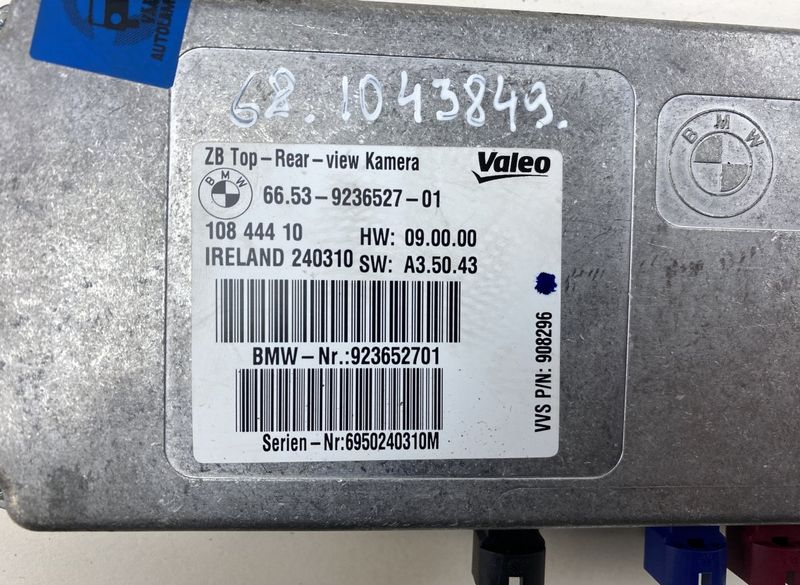 AUTOLAM
62.1043849.
ZB Top-Rear-view Kamera
Valeo
BMW
66.53-9236527-01
BMW
108 444 10
HW: 09.00.00
IRELAND 240310
SW: A3.50.43
BMW-Nr.:923652701
Serien-Nr:6950240310M
VVS P/N: 908296